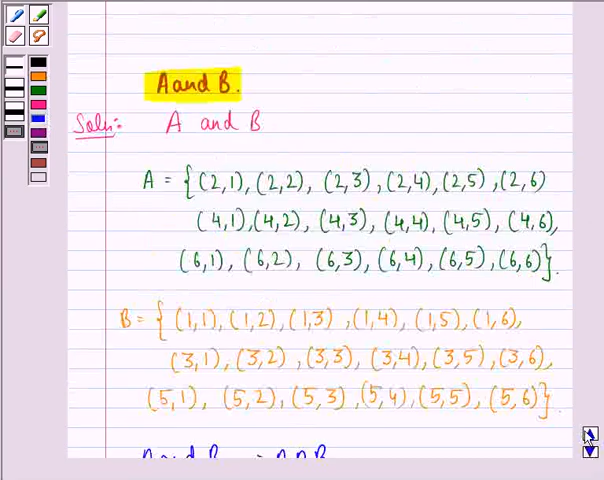 A and B.
Soln:- A and B
A = {(2,1), (2,2), (2,3), (2,4), (2,5), (2,6)
(4,1), (4,2), (4,3), (4,4), (4,5), (4,6),
(6,1), (6,2), (6,3), (6,4), (6,5), (6,6)}.
B = {(1,1), (1,2), (1,3), (1,4), (1,5), (1,6),
(3,1), (3,2), (3,3), (3,4), (3,5), (3,6),
(5,1), (5,2), (5,3), (5,4), (5,5), (5,6)}.
A and B = A∩B